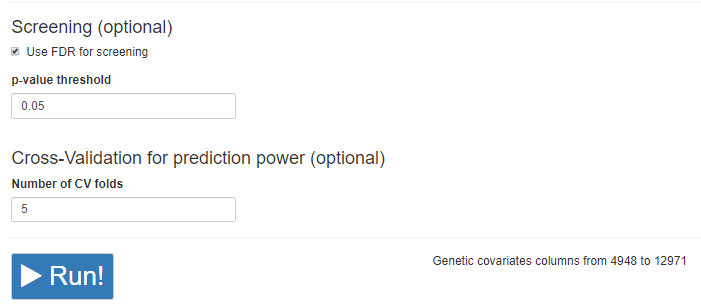 Screening (optional)
Use FDR for screening
p-value threshold
0.05
Cross-Validation for prediction power (optional)
Number of CV folds
5
Run!
Genetic covariates columns from 4948 to 12971